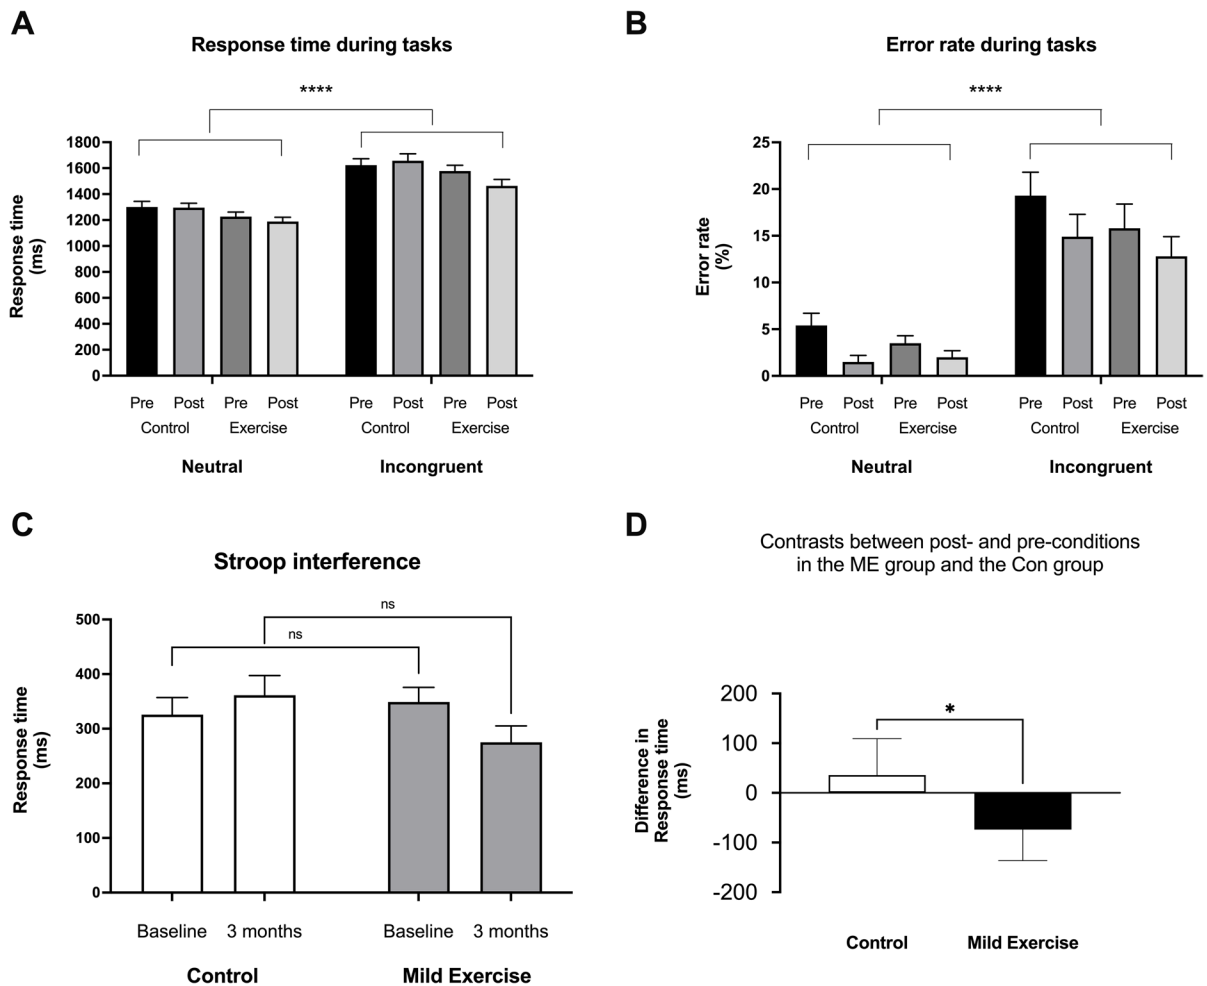 A
Response time during tasks
****
Response time
(ms)
1800
1600
1400
1200
1000
800
600
400
200
0
Pre Post Pre Post Pre Post Pre Post
Control Exercise Control Exercise
Neutral Incongruent
B
Error rate during tasks
****
Error rate
(%)
25
20
15
10
5
0
Pre Post Pre Post Pre Post Pre Post
Control Exercise Control Exercise
Neutral Incongruent
C
Stroop interference
ns
ns
Response time
(ms)
500
400
300
200
100
0
Baseline 3 months Baseline 3 months
Control Mild Exercise
D
Contrasts between post- and pre-conditions
in the ME group and the Con group
*
Difference in
Response time
(ms)
200
100
0
-100
-200
Control Mild Exercise